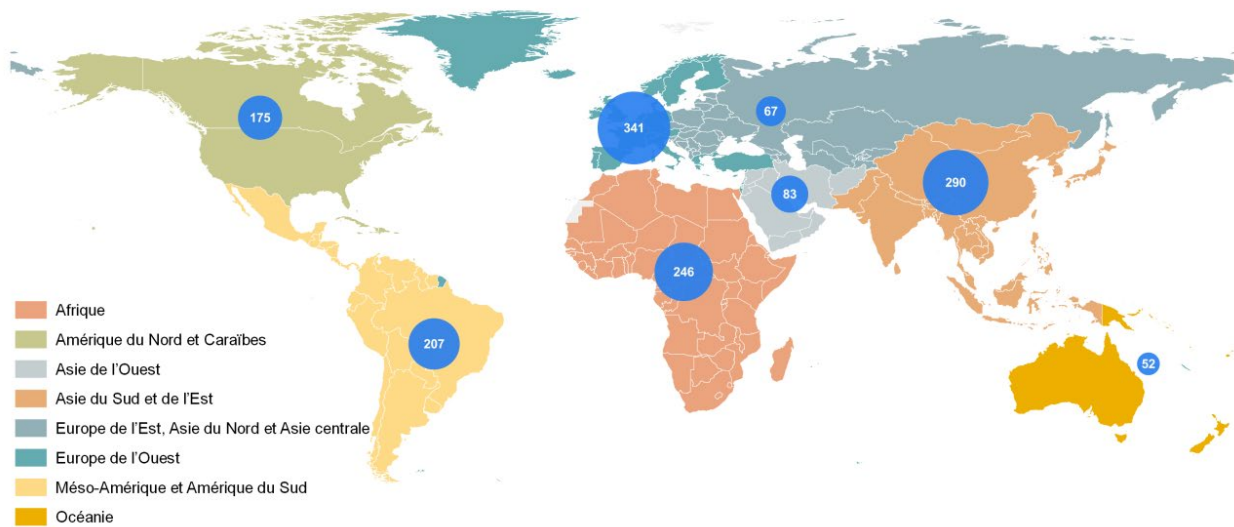 175
341
67
83
290
246
207
52
Afrique
Amérique du Nord et Caraïbes
Asie de l'Ouest
Asie du Sud et de l'Est
Europe de l'Est, Asie du Nord et Asie centrale
Europe de l'Ouest
Méso-Amérique et Amérique du Sud
Océanie